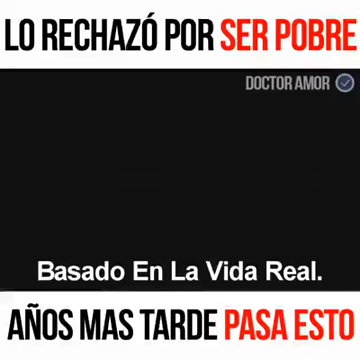 LO RECHAZÓ POR SER POBRE
DOCTOR AMOR
Basado En La Vida Real.
AÑOS MAS TARDE PASA ESTO